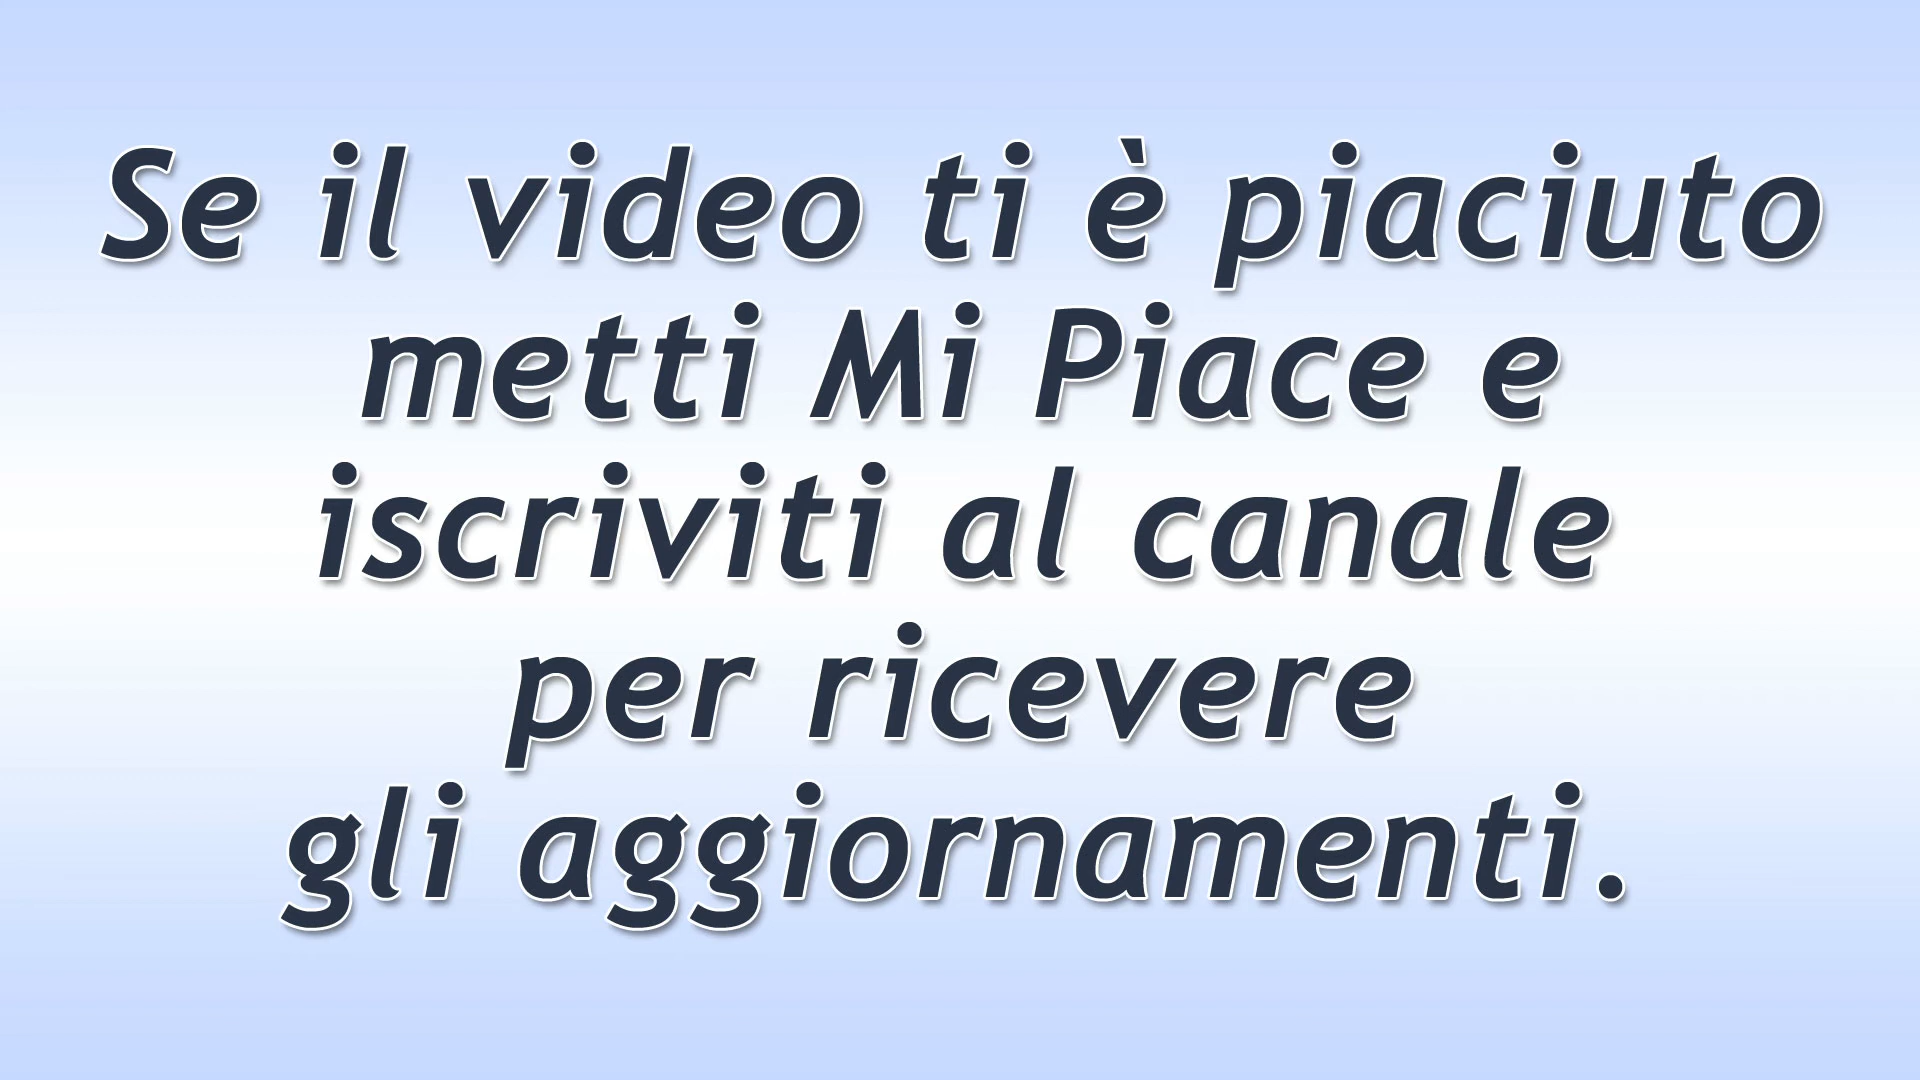 Se il video ti è piaciuto
metti Mi Piace e
iscriviti al canale
per ricevere
gli aggiornamenti.